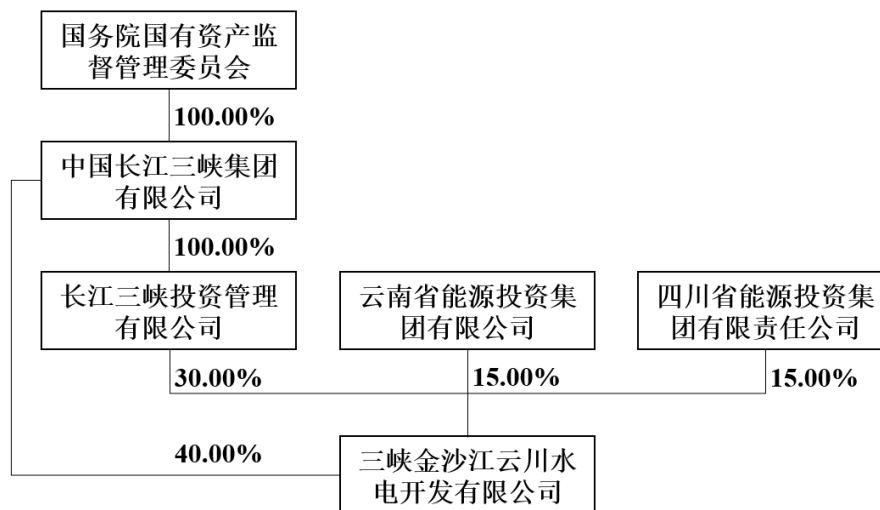 国务院国有资产监
督管理委员会
100.00%
中国长江三峡集团
有限公司
100.00%
长江三峡投资管理
有限公司
云南省能源投资集
团有限公司
四川省能源投资集
团有限责任公司
30.00%
15.00%
15.00%
40.00%
三峡金沙江云川水
电开发有限公司